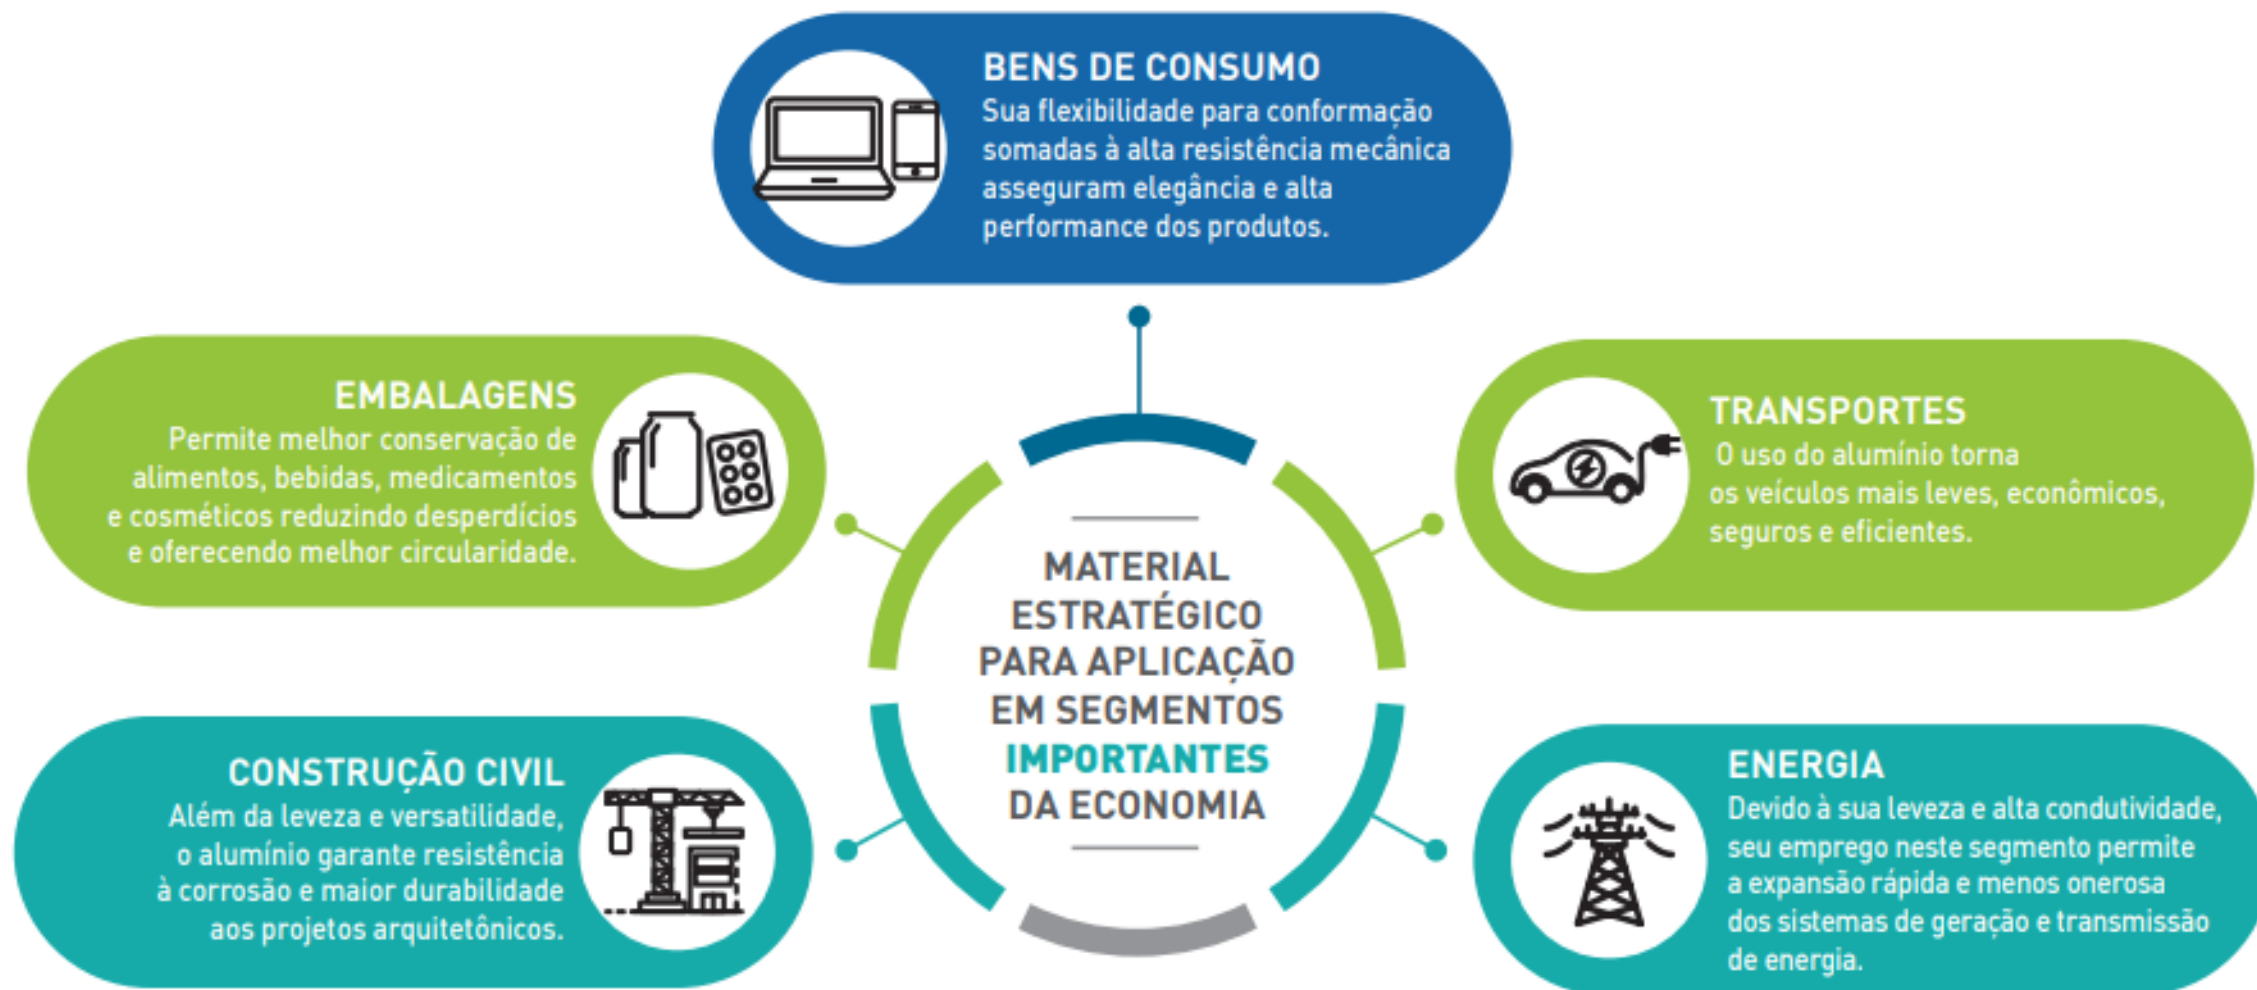 BENS DE CONSUMO
Sua flexibilidade para conformação
somadas à alta resistência mecânica
asseguram elegância e alta
performance dos produtos.
EMBALAGENS
Permite melhor conservação de
alimentos, bebidas, medicamentos
e cosméticos reduzindo desperdícios
e oferecendo melhor circularidade.
TRANSPORTES
O uso do alumínio torna
os veículos mais leves, econômicos,
seguros e eficientes.
MATERIAL
ESTRATÉGICO
PARA APLICAÇÃO
EM SEGMENTOS
IMPORTANTES
DA ECONOMIA
CONSTRUÇÃO CIVIL
Além da leveza e versatilidade,
o alumínio garante resistência
à corrosão e maior durabilidade
aos projetos arquitetônicos.
ENERGIA
Devido à sua leveza e alta condutividade,
seu emprego neste segmento permite
a expansão rápida e menos onerosa
dos sistemas de geração e transmissão
de energia.